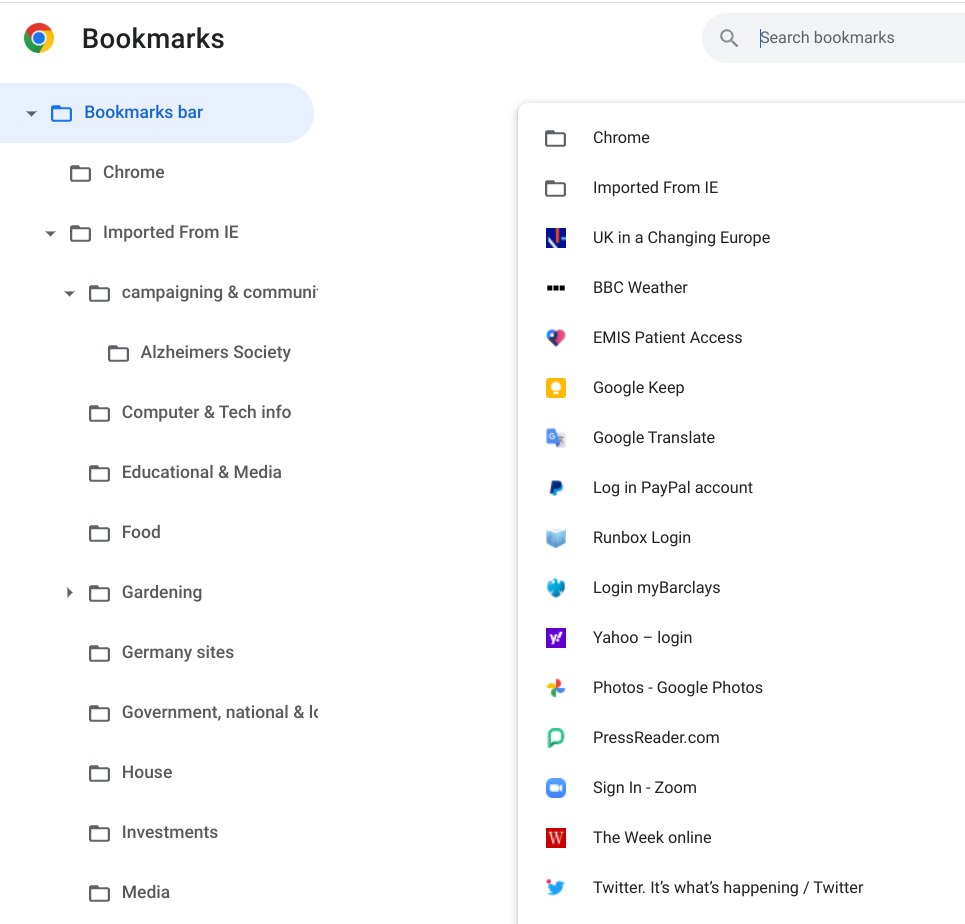 Bookmarks
Search bookmarks
Bookmarks bar
Chrome
Imported From IE
campaigning & communi
Alzheimers Society
Computer & Tech info
Educational & Media
Food
Gardening
Germany sites
Government, national & lo
House
Investments
Media
Chrome
Imported From IE
UK in a Changing Europe
BBC Weather
EMIS Patient Access
Google Keep
Google Translate
Log in PayPal account
Runbox Login
Login myBarclays
Yahoo – login
Photos - Google Photos
PressReader.com
Sign In - Zoom
The Week online
Twitter. It’s what’s happening / Twitter